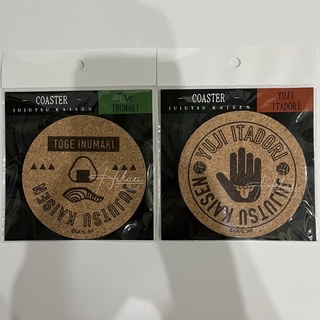 COASTER
JUJUTSU KAISEN
TOGE
INUMAKI
TOGE INUMAKI
JUJUTSU KAISEN
COASTER
JUJUTSU KAISEN
YUJI
ITADORI
YUJI ITADORI
JUJUTSU KAISEN